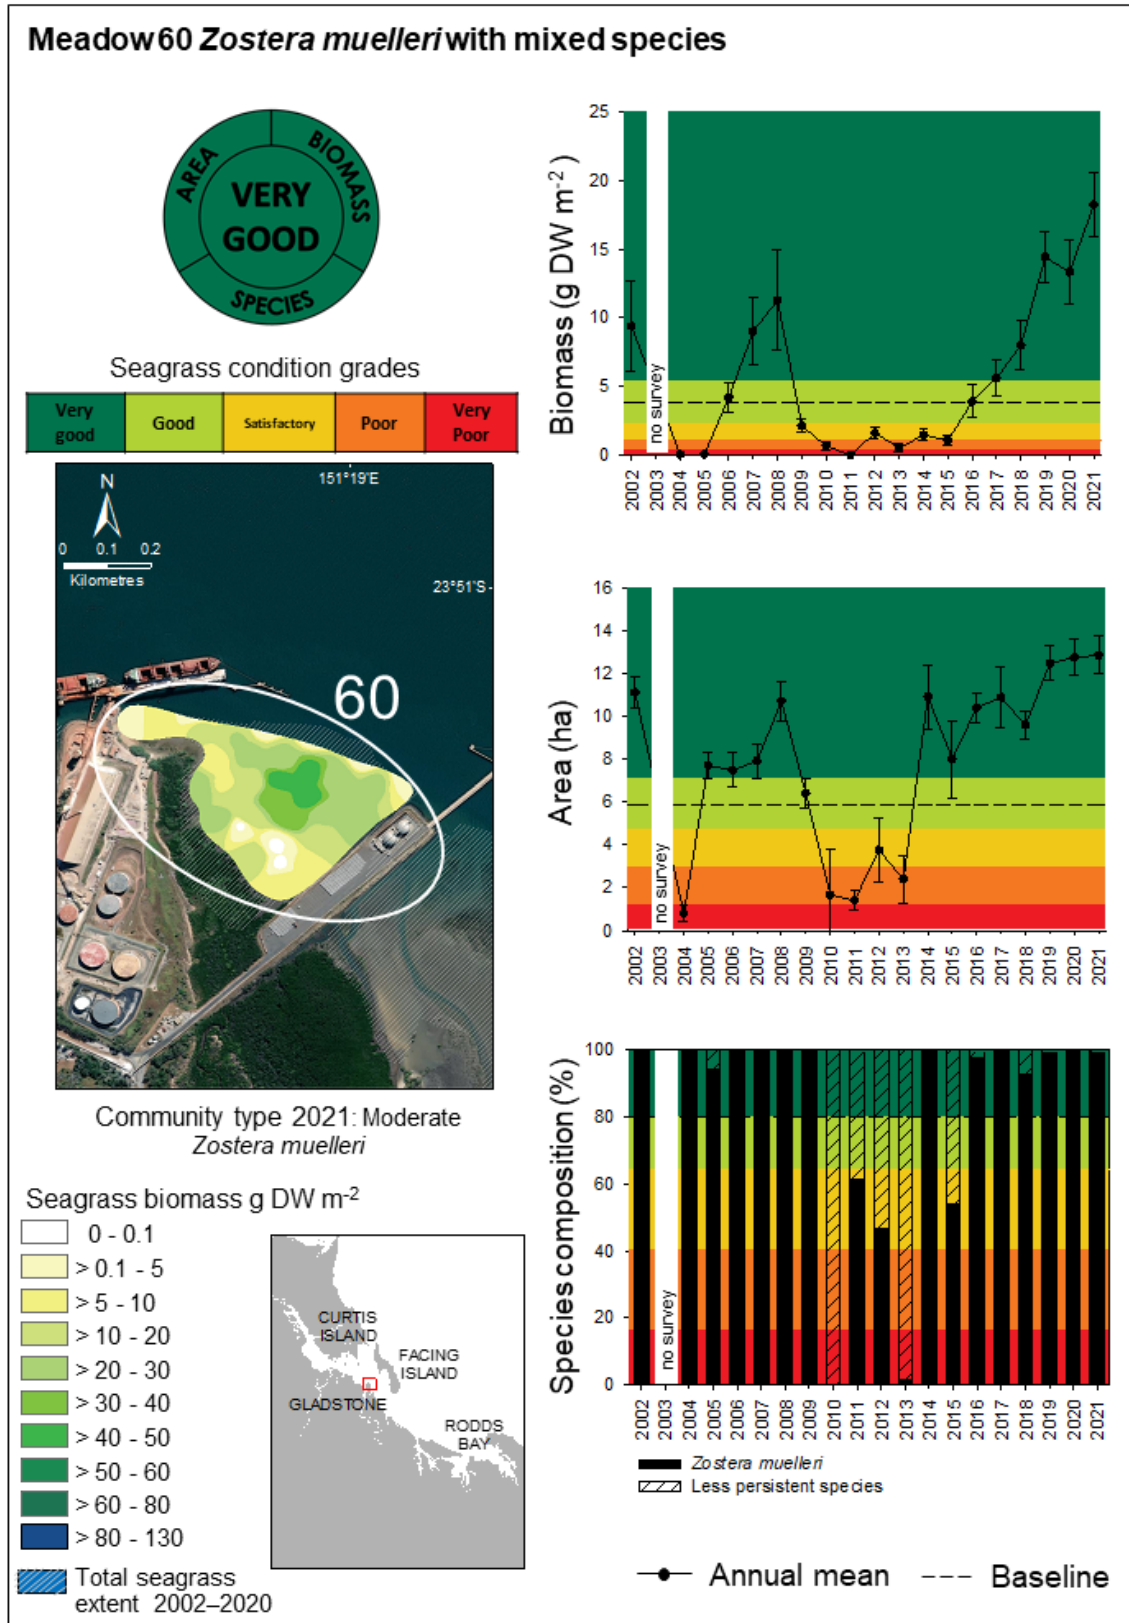 Meadow 60 Zostera muelleri with mixed species
AREA
BIOMASS
SPECIES
VERY
GOOD
Seagrass condition grades
Very
good
Good
Satisfactory
Poor
Very
Poor
N
0 0.1 0.2
Kilometres
151°19'E
23°51'S
60
Community type 2021: Moderate
Zostera muelleri
Seagrass biomass g DW m-2
0 - 0.1
> 0.1 - 5
> 5 - 10
> 10 - 20
> 20 - 30
> 30 - 40
> 40 - 50
> 50 - 60
> 60 - 80
> 80 - 130
Total seagrass
extent 2002–2020
CURTIS
ISLAND
FACING
ISLAND
GLADSTONE
RODDS
BAY
Biomass (g DW m-2)
25
20
15
10
5
0
no survey
2002 2003 2004 2005 2006 2007 2008 2009 2010 2011 2012 2013 2014 2015 2016 2017 2018 2019 2020 2021
Area (ha)
16
14
12
10
8
6
4
2
0
no survey
2002 2003 2004 2005 2006 2007 2008 2009 2010 2011 2012 2013 2014 2015 2016 2017 2018 2019 2020 2021
Species composition (%)
100
80
60
40
20
0
no survey
2002 2003 2004 2005 2006 2007 2008 2009 2010 2011 2012 2013 2014 2015 2016 2017 2018 2019 2020 2021
Zostera muelleri
Less persistent species
Annual mean
Baseline